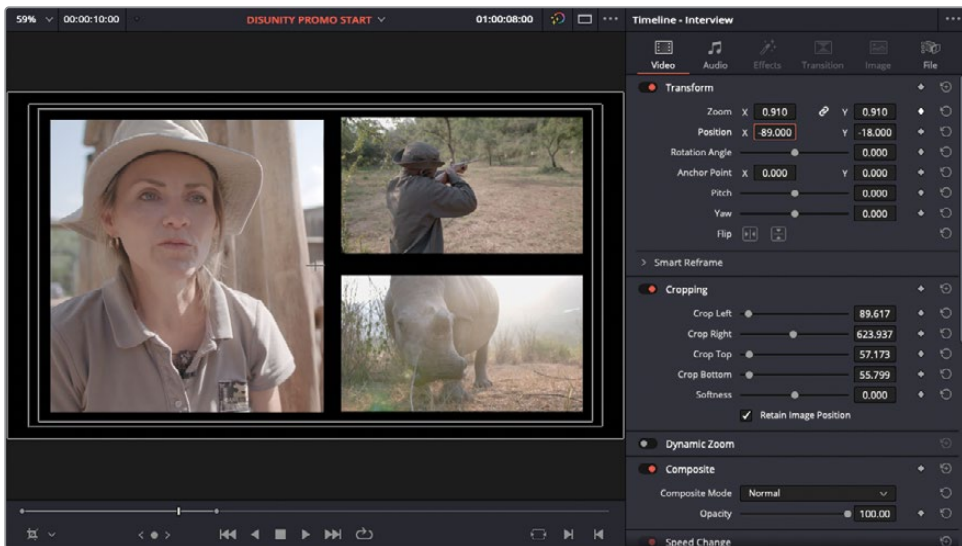 59% 00:00:10:00 DISUNITY PROMO START 01:00:08:00 Timeline - Interview
Video Audio Effects Transition Image File
Transform
Zoom X 0.910 Y 0.910
Position X -89.000 Y -18.000
Rotation Angle 0.000
Anchor Point X 0.000 Y 0.000
Pitch 0.000
Yaw 0.000
Flip
Smart Reframe
Cropping
Crop Left 89.617
Crop Right 623.937
Crop Top 57.173
Crop Bottom 55.799
Softness 0.000
Retain Image Position
Dynamic Zoom
Composite
Composite Mode Normal
Opacity 100.00
Speed Change